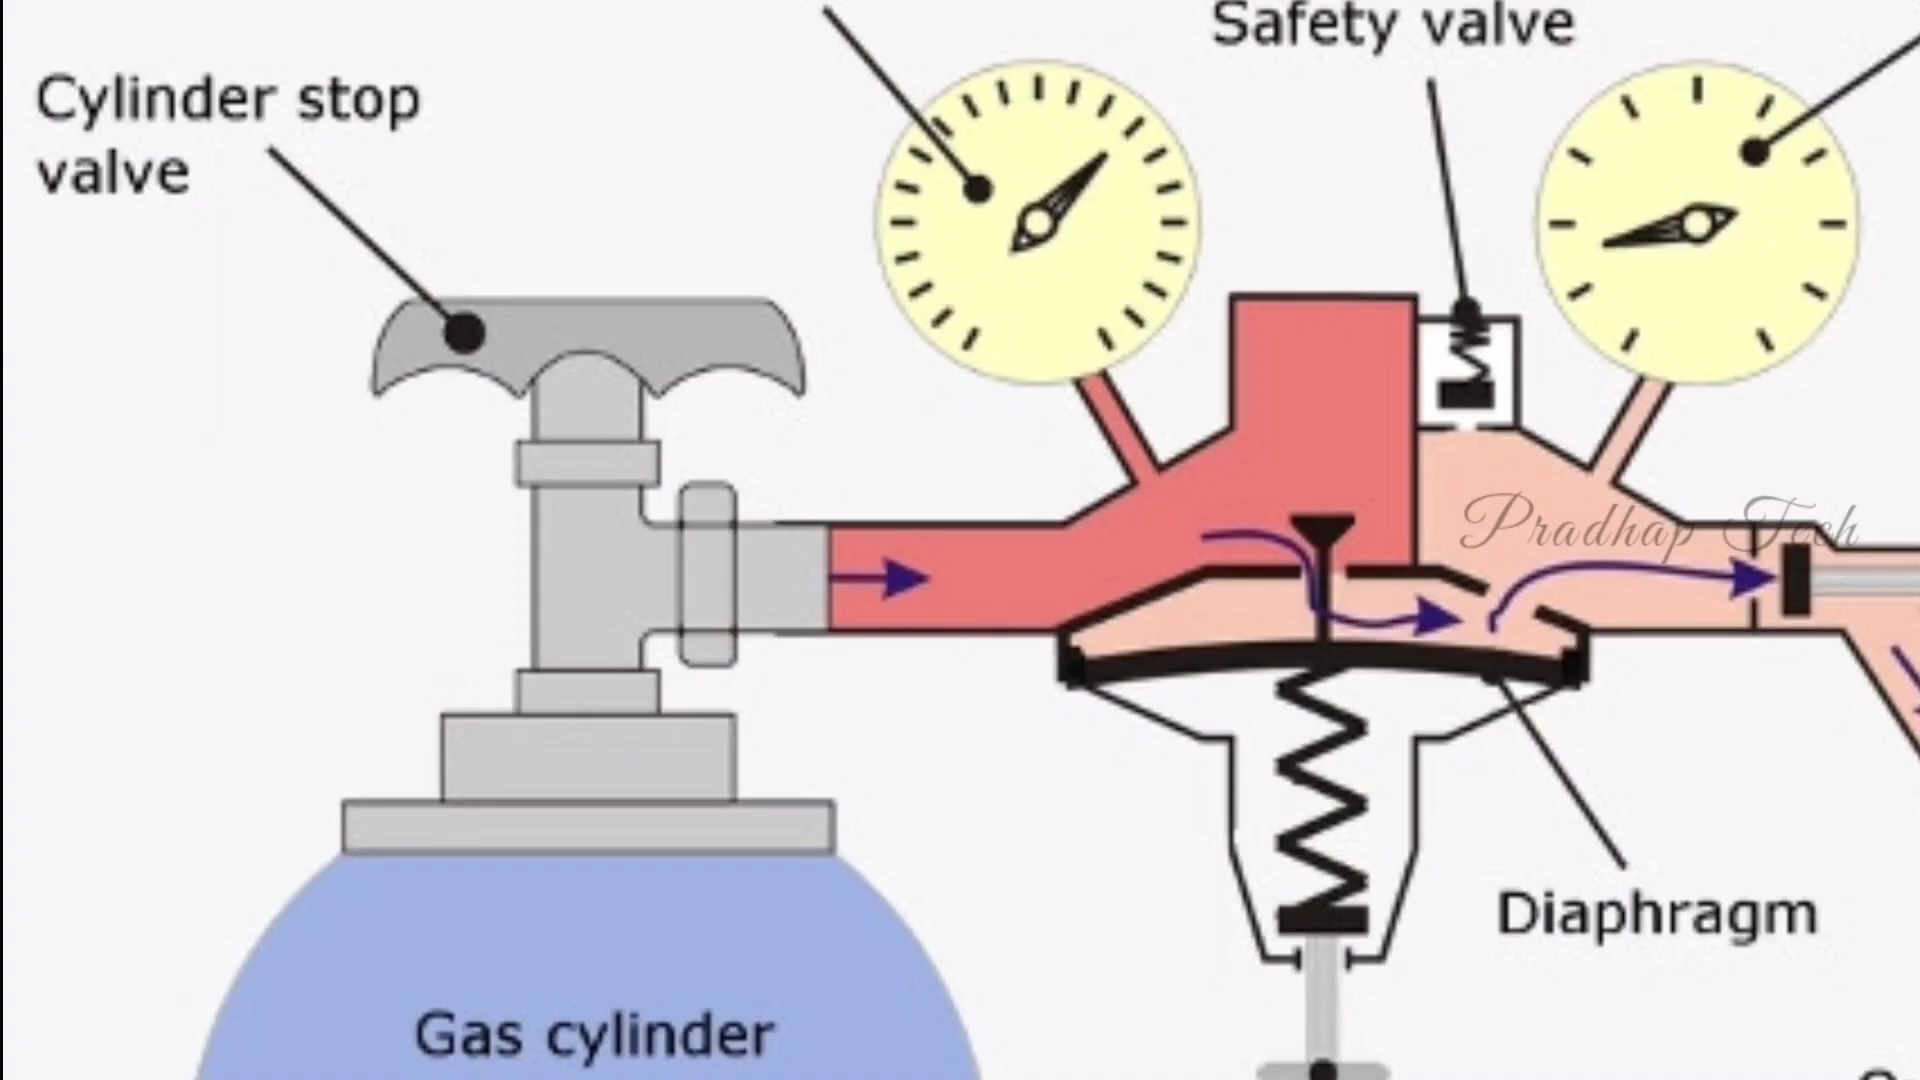 Safety valve
Cylinder stop
valve
Pradhap Tech
Diaphragm
Gas cylinder